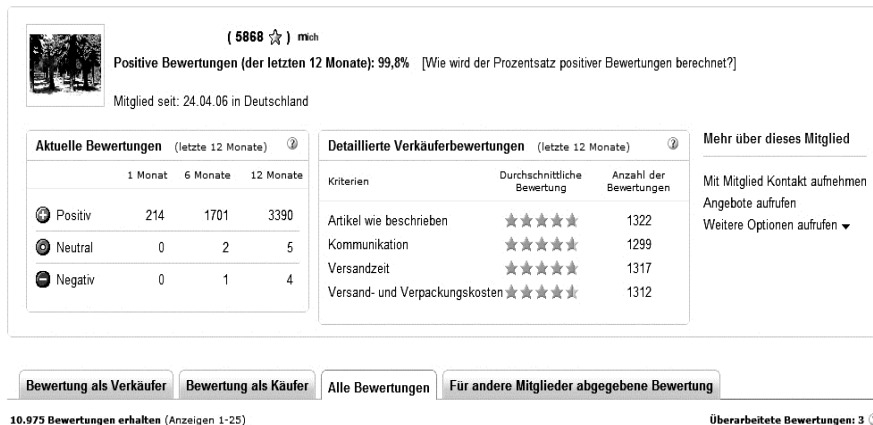 ( 5868 ) mich
Positive Bewertungen (der letzten 12 Monate): 99,8% [Wie wird der Prozentsatz positiver Bewertungen berechnet?]
Mitglied seit: 24.04.06 in Deutschland
Aktuelle Bewertungen (letzte 12 Monate) ?
1 Monat 6 Monate 12 Monate
Positiv 214 1701 3390
Neutral 0 2 5
Negativ 0 1 4
Detaillierte Verkäuferbewertungen (letzte 12 Monate) ?
Kriterien Durchschnittliche Bewertung Anzahl der Bewertungen
Artikel wie beschrieben 1322
Kommunikation 1299
Versandzeit 1317
Versand- und Verpackungskosten 1312
Mehr über dieses Mitglied
Mit Mitglied Kontakt aufnehmen
Angebote aufrufen
Weitere Optionen aufrufen
Bewertung als Verkäufer Bewertung als Käufer Alle Bewertungen Für andere Mitglieder abgegebene Bewertung
10.975 Bewertungen erhalten (Anzeigen 1-25) Überarbeitete Bewertungen: 3